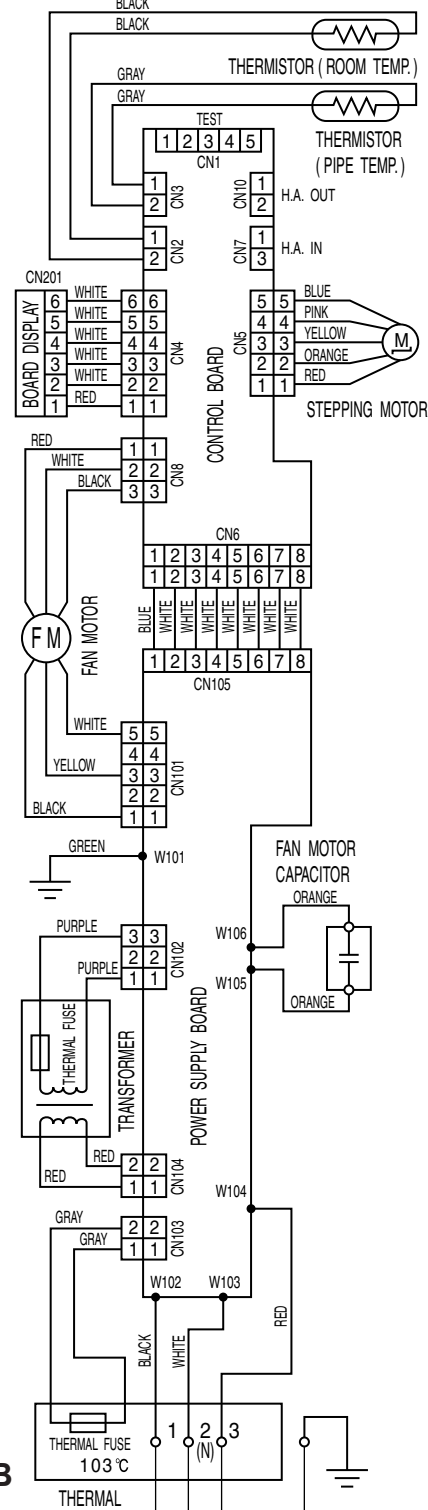 BLACK
BLACK
THERMISTOR ( ROOM TEMP. )
GRAY
GRAY
THERMISTOR
( PIPE TEMP. )
TEST
1 2 3 4 5
CN1
1
2
CN3
CN10
1
2
H.A. OUT
1
2
CN2
CN7
1
3
H.A. IN
CN201
BOARD DISPLAY
6 WHITE 6 6
5 WHITE 5 5
4 WHITE 4 4
3 WHITE 3 3
2 WHITE 2 2
1 RED 1 1
CN4
CONTROL BOARD
CN5
5 5 BLUE
4 4 PINK
3 3 YELLOW
2 2 ORANGE
1 1 RED
M
STEPPING MOTOR
RED 1 1
WHITE 2 2
BLACK 3 3
CN8
CN6
1 2 3 4 5 6 7 8
1 2 3 4 5 6 7 8
BLUE WHITE WHITE WHITE WHITE WHITE WHITE WHITE
1 2 3 4 5 6 7 8
CN105
FM
FAN MOTOR
WHITE 5 5
4 4
YELLOW 3 3
2 2
BLACK 1 1
CN101
GREEN
W101
FAN MOTOR
CAPACITOR
ORANGE
W106
W105
ORANGE
PURPLE 3 3
2 2
PURPLE 1 1
CN102
THERMAL FUSE
TRANSFORMER
POWER SUPPLY BOARD
RED 2 2
RED 1 1
CN104
W104
GRAY 2 2
GRAY 1 1
CN103
W102
W103
BLACK
WHITE
RED
1 2 3
(N)
THERMAL FUSE
103℃
B
THERMAL